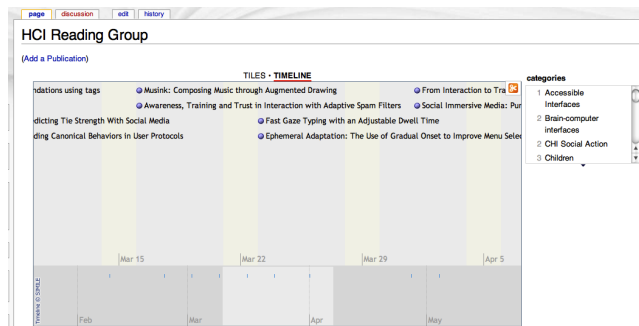 page discussion edit history
HCI Reading Group
(Add a Publication)
TILES • TIMELINE
ndations using tags
Musink: Composing Music through Augmented Drawing
From Interaction to Tra
Awareness, Training and Trust in Interaction with Adaptive Spam Filters
Social Immersive Media: Pur
dicting Tie Strength With Social Media
Fast Gaze Typing with an Adjustable Dwell Time
ding Canonical Behaviors in User Protocols
Ephemeral Adaptation: The Use of Gradual Onset to Improve Menu Selec
Mar 15 Mar 22 Mar 29 Apr 5
Timeline © SIMILE
Feb Mar Apr May
categories
1 Accessible
Interfaces
2 Brain-computer
interfaces
2 CHI Social Action
3 Children